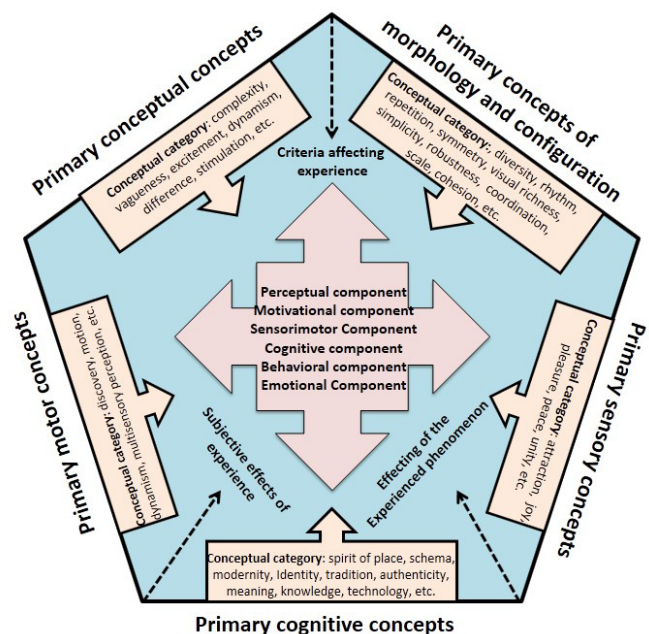 Primary conceptual concepts
Conceptual category: complexity,
vagueness, excitement, dynamism,
difference, stimulation, etc.
Primary concepts of
morphology and configuration
Conceptual category: diversity, rhythm,
repetition, symmetry, visual richness,
simplicity, robustness, coordination,
scale, cohesion, etc.
Criteria affecting
experience
Perceptual component
Motivational component
Sensorimotor Component
Cognitive component
Behavioral component
Emotional Component
Primary motor concepts
Conceptual category: discovery, motion,
dynamism, multisensory perception, etc.
Primary sensory concepts
Conceptual category: attraction, joy,
pleasure, peace, unity, etc.
Subjective effects of
experience
Effecting of the
Experienced phenomenon
Conceptual category: spirit of place, schema,
modernity, Identity, tradition, authenticity,
meaning, knowledge, technology, etc.
Primary cognitive concepts